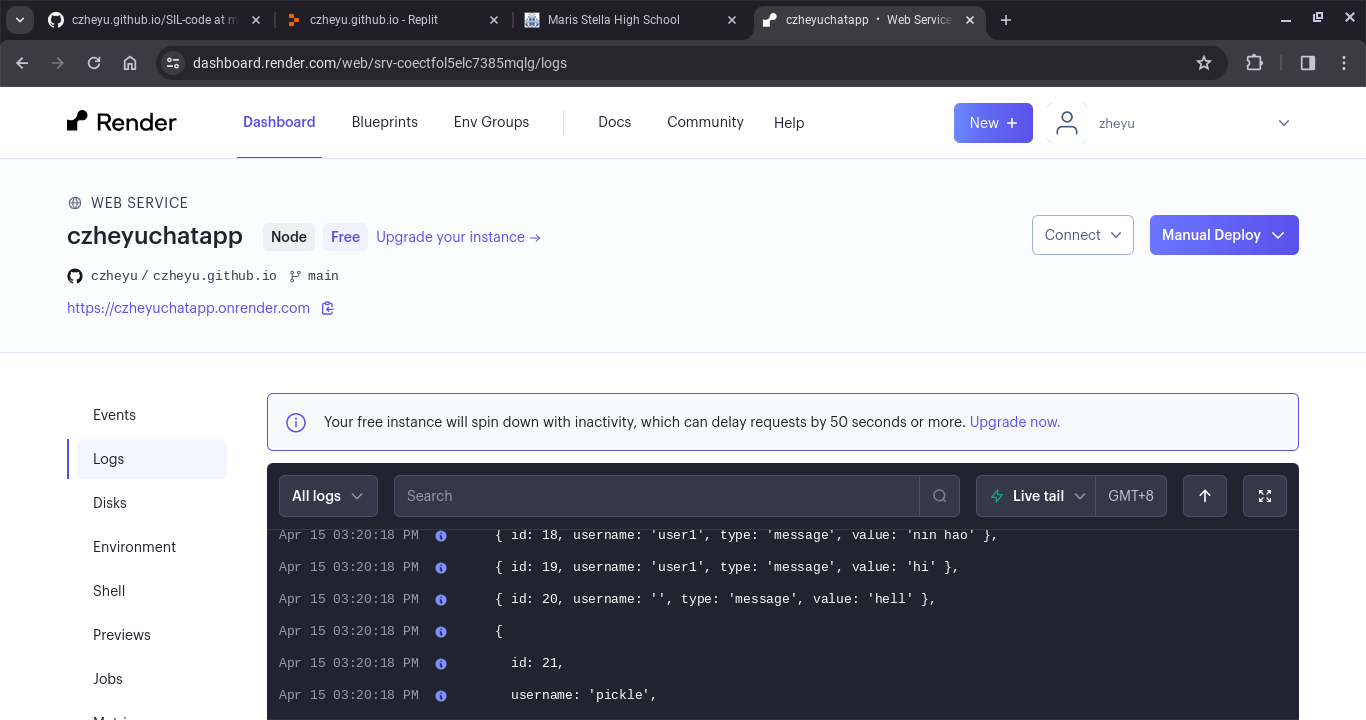 czheyu.github.io/SIL-code at m
czheyu.github.io - Replit
Maris Stella High School
czheyuchatapp · Web Service
dashboard.render.com/web/srv-coectfol5elc7385mqlg/logs
Render
Dashboard
Blueprints
Env Groups
Docs
Community
Help
New +
zheyu
WEB SERVICE
czheyuchatapp
Node
Free
Upgrade your instance →
Connect
Manual Deploy
czheyu / czheyu.github.io
main
https://czheyuchatapp.onrender.com
Events
Logs
Disks
Environment
Shell
Previews
Jobs
Your free instance will spin down with inactivity, which can delay requests by 50 seconds or more. Upgrade now.
All logs
Search
Live tail
GMT+8
Apr 15 03:20:18 PM { id: 18, username: 'user1', type: 'message', value: 'nin hao' },
Apr 15 03:20:18 PM { id: 19, username: 'user1', type: 'message', value: 'hi' },
Apr 15 03:20:18 PM { id: 20, username: '', type: 'message', value: 'hell' },
Apr 15 03:20:18 PM {
Apr 15 03:20:18 PM id: 21,
Apr 15 03:20:18 PM username: 'pickle',